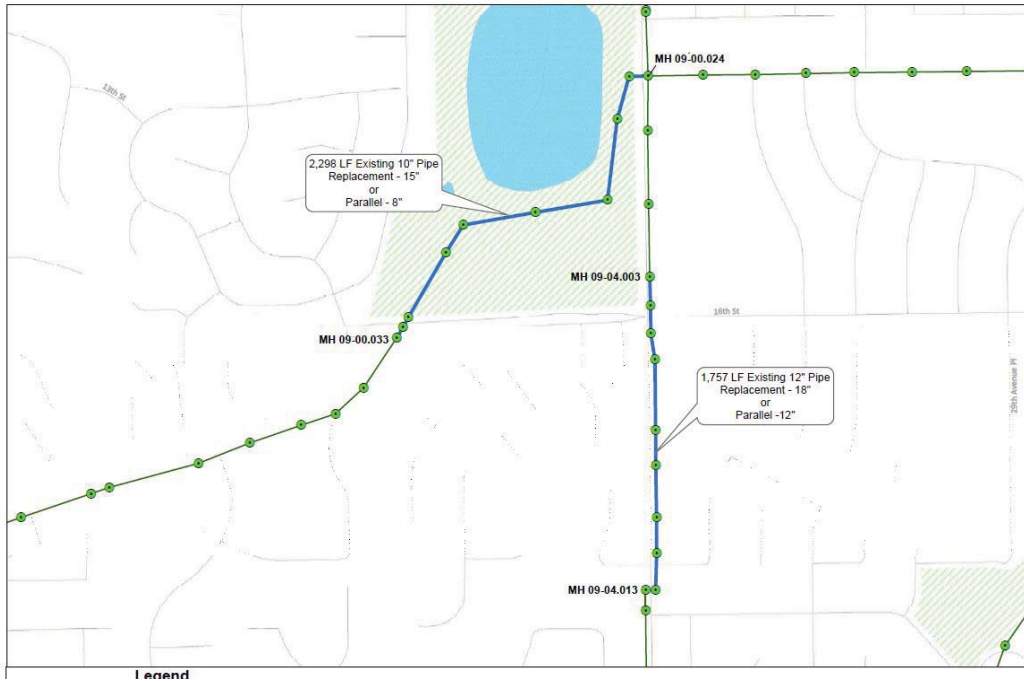 MH 09-00.024
13th St
2,298 LF Existing 10" Pipe
Replacement - 15"
or
Parallel - 8"
MH 09-04.003
16th St
MH 09-00.033
1,757 LF Existing 12" Pipe
Replacement - 18"
or
Parallel -12"
29th Avenue Pl
MH 09-04.013
Legend